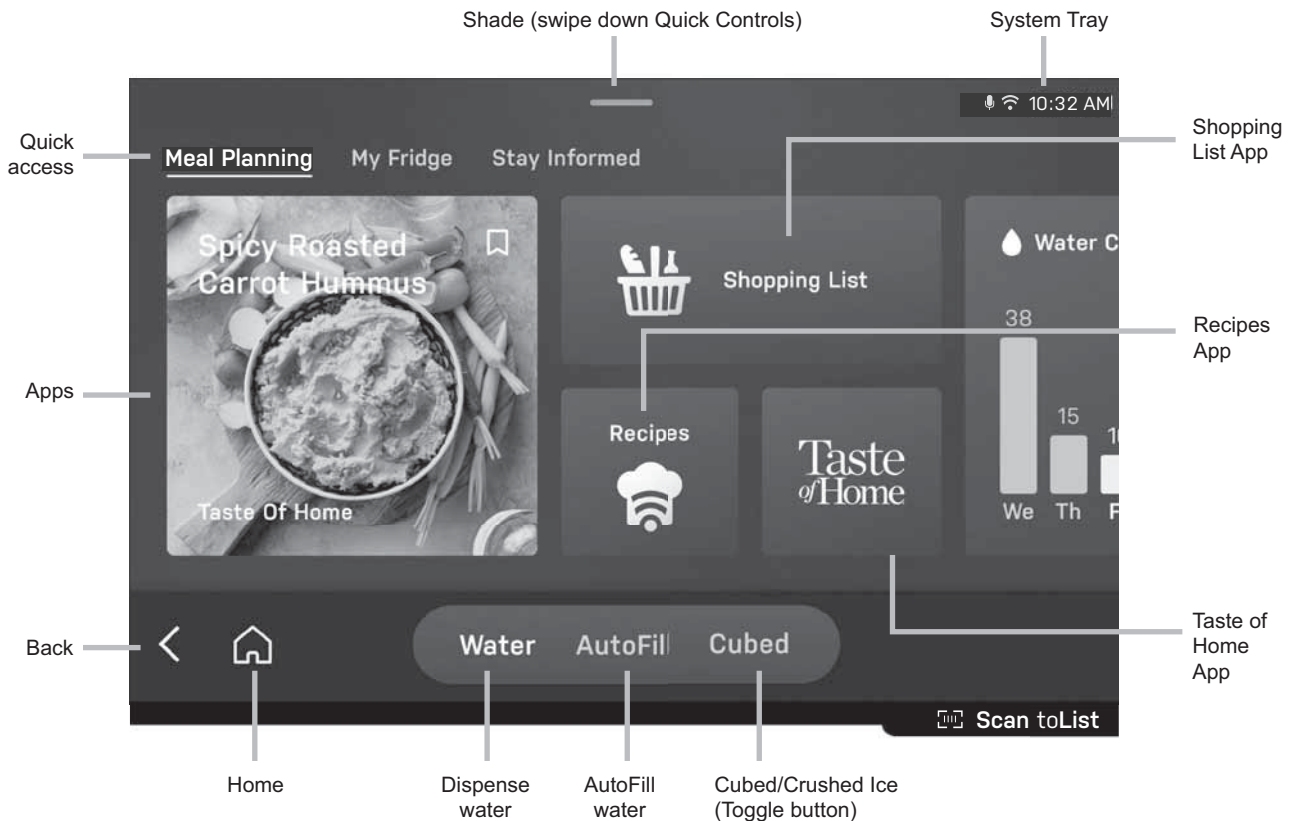 Shade (swipe down Quick Controls)
System Tray
10:32 AM
Quick
access
Meal Planning
My Fridge
Stay Informed
Shopping
List App
Spicy Roasted
Carrot Hummus
Shopping List
Water C
38
Recipes
App
Apps
Recipes
Taste
of Home
15
We
Th
F
Taste Of Home
Back
Water
AutoFill
Cubed
Taste of
Home
App
Scan toList
Home
Dispense
water
AutoFill
water
Cubed/Crushed Ice
(Toggle button)